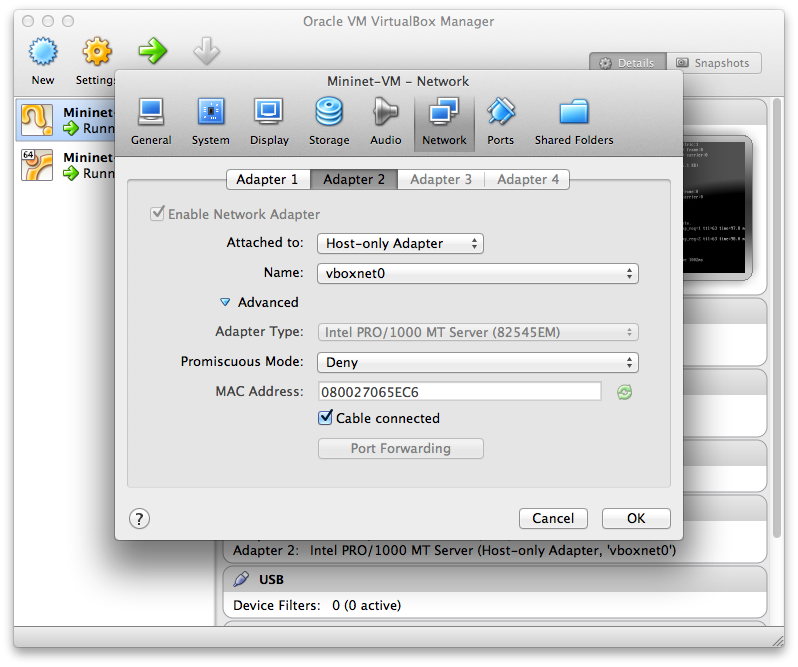 Oracle VM VirtualBox Manager
New
Setting
Details
Snapshots
Mininet-VM – Network
General
System
Display
Storage
Audio
Network
Ports
Shared Folders
Mininet
Runn
64
Mininet
Runn
Adapter 1
Adapter 2
Adapter 3
Adapter 4
Enable Network Adapter
Attached to: Host-only Adapter
Name: vboxnet0
Advanced
Adapter Type: Intel PRO/1000 MT Server (82545EM)
Promiscuous Mode: Deny
MAC Address: 080027065EC6
Cable connected
Port Forwarding
?
Cancel
OK
Adapter 2: Intel PRO/1000 MT Server (Host-only Adapter, 'vboxnet0')
USB
Device Filters: 0 (0 active)